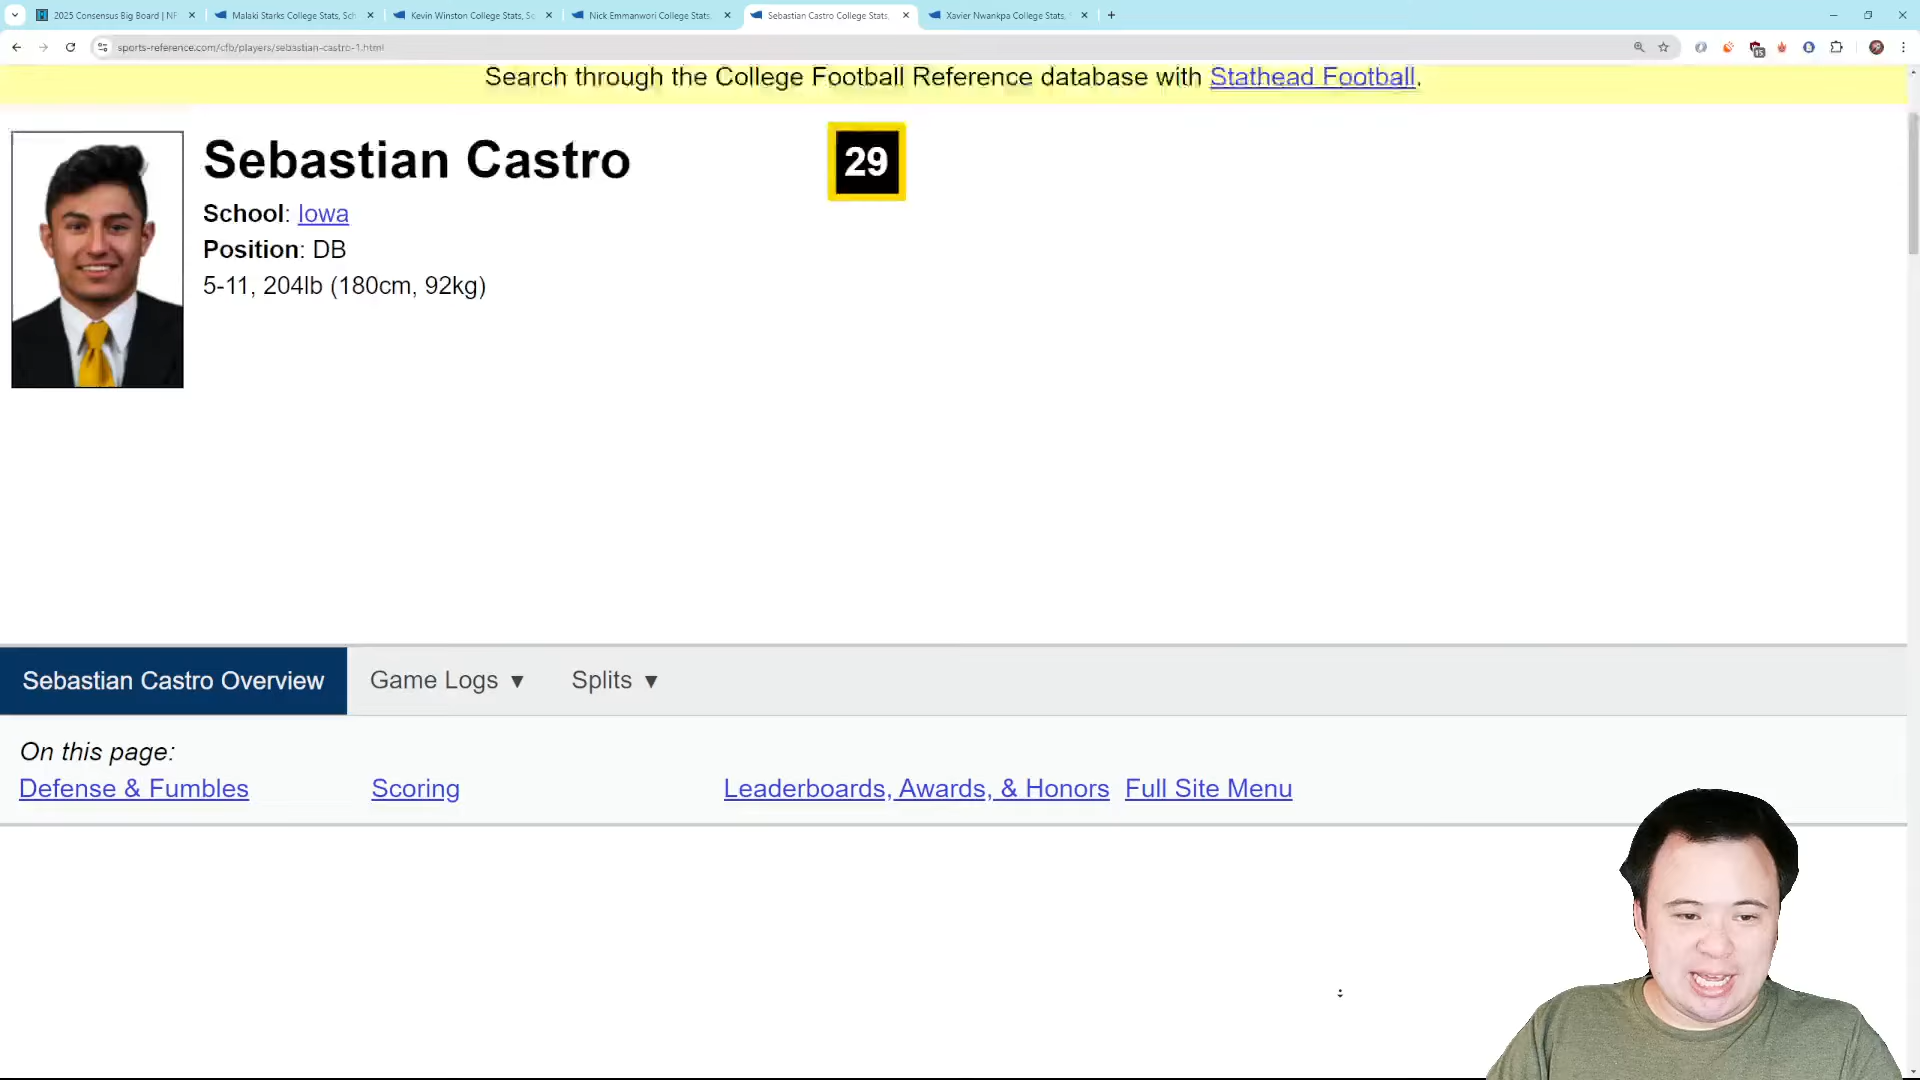 2025 Consensus Big Board | NF
Malaki Starks College Stats, Sch
Kevin Winston College Stats, Sc
Nick Emmanwori College Stats,
Sebastian Castro College Stats,
Xavier Nwankpa College Stats,
sports-reference.com/cfb/players/sebastian-castro-1.html
15
Search through the College Football Reference database with Stathead Football.
Sebastian Castro
29
School: Iowa
Position: DB
5-11, 204lb (180cm, 92kg)
Sebastian Castro Overview
Game Logs ▼
Splits ▼
On this page:
Defense & Fumbles
Scoring
Leaderboards, Awards, & Honors
Full Site Menu